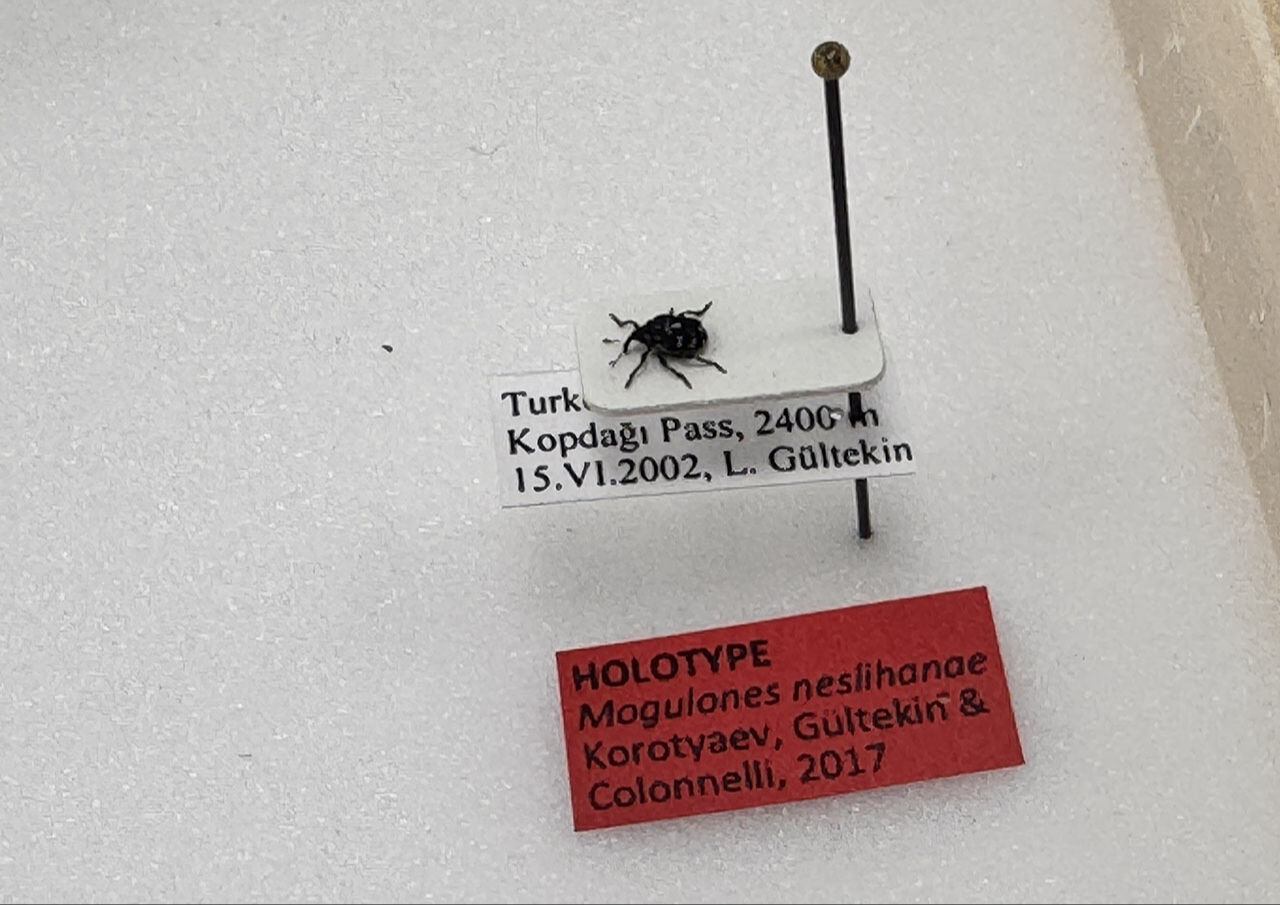 Kopdağı Pass, 2400 m
15.VI.2002, L. Gültekin
HOLOTYPE
Mogulones neslihanae
Korotyaev, Gültekin &
Colonnelli, 2017